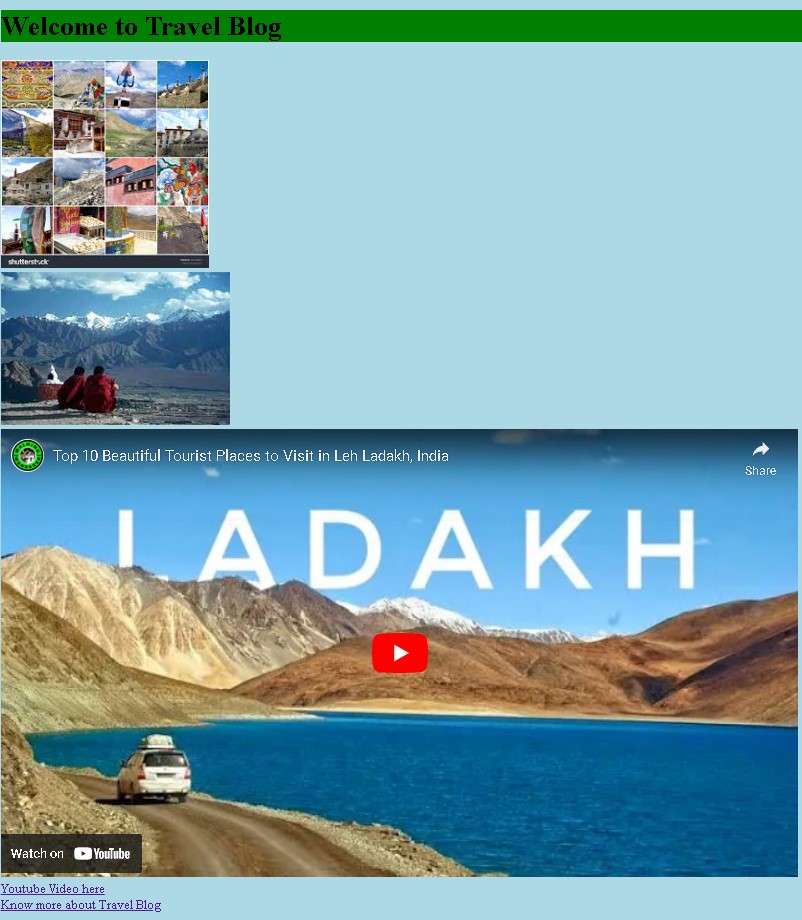 Welcome to Travel Blog
shutterstock
Top 10 Beautiful Tourist Places to Visit in Leh Ladakh, India
Share
LADAKH
Watch on YouTube
Youtube Video here
Know more about Travel Blog